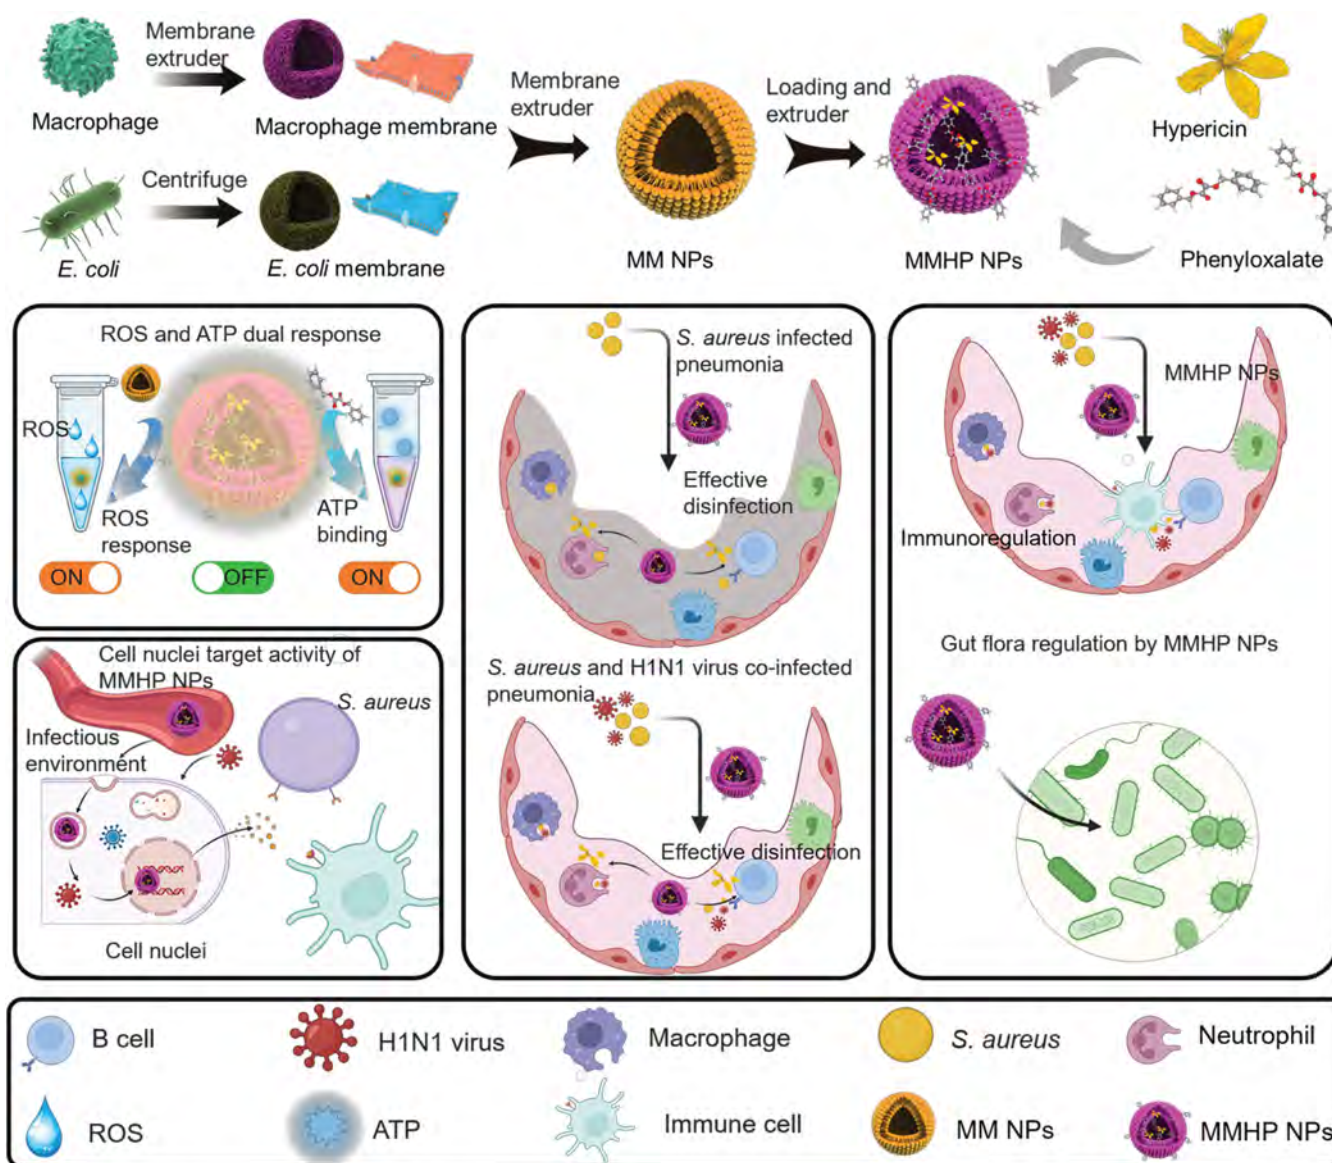 Membrane
extruder
Macrophage
Macrophage membrane
Centrifuge
E. coli
E. coli membrane
Membrane
extruder
MM NPs
Loading and
extruder
MMHP NPs
Hypericin
Phenyloxalate
ROS and ATP dual response
ROS
ROS
response
ATP
binding
ON
OFF
ON
Cell nuclei target activity of
MMHP NPs
S. aureus
Infectious
environment
Cell nuclei
S. aureus infected
pneumonia
Effective
disinfection
S. aureus and H1N1 virus co-infected
pneumonia
Effective disinfection
MMHP NPs
Immunoregulation
Gut flora regulation by MMHP NPs
B cell
H1N1 virus
Macrophage
S. aureus
Neutrophil
ROS
ATP
Immune cell
MM NPs
MMHP NPs